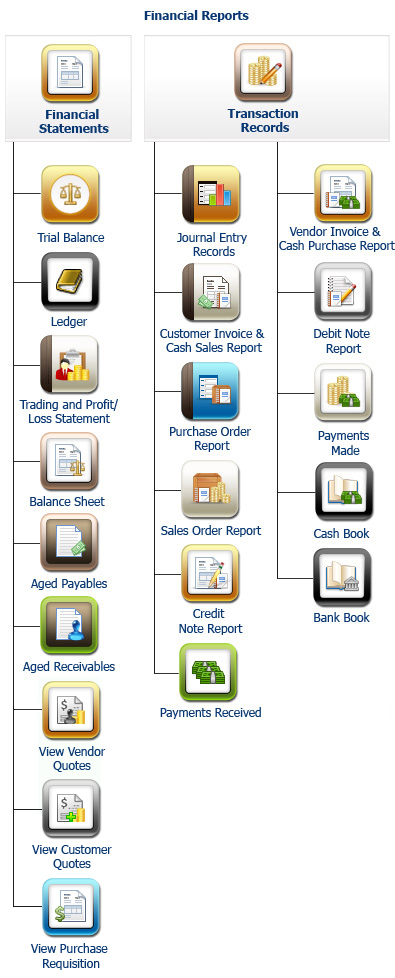 Financial Reports
Financial
Statements
Transaction
Records
Trial Balance
Ledger
Trading and Profit/
Loss Statement
Balance Sheet
Aged Payables
Aged Receivables
View Vendor
Quotes
View Customer
Quotes
View Purchase
Requisition
Journal Entry
Records
Customer Invoice &
Cash Sales Report
Purchase Order
Report
Sales Order Report
Credit
Note Report
Payments Received
Vendor Invoice &
Cash Purchase Report
Debit Note
Report
Payments
Made
Cash Book
Bank Book